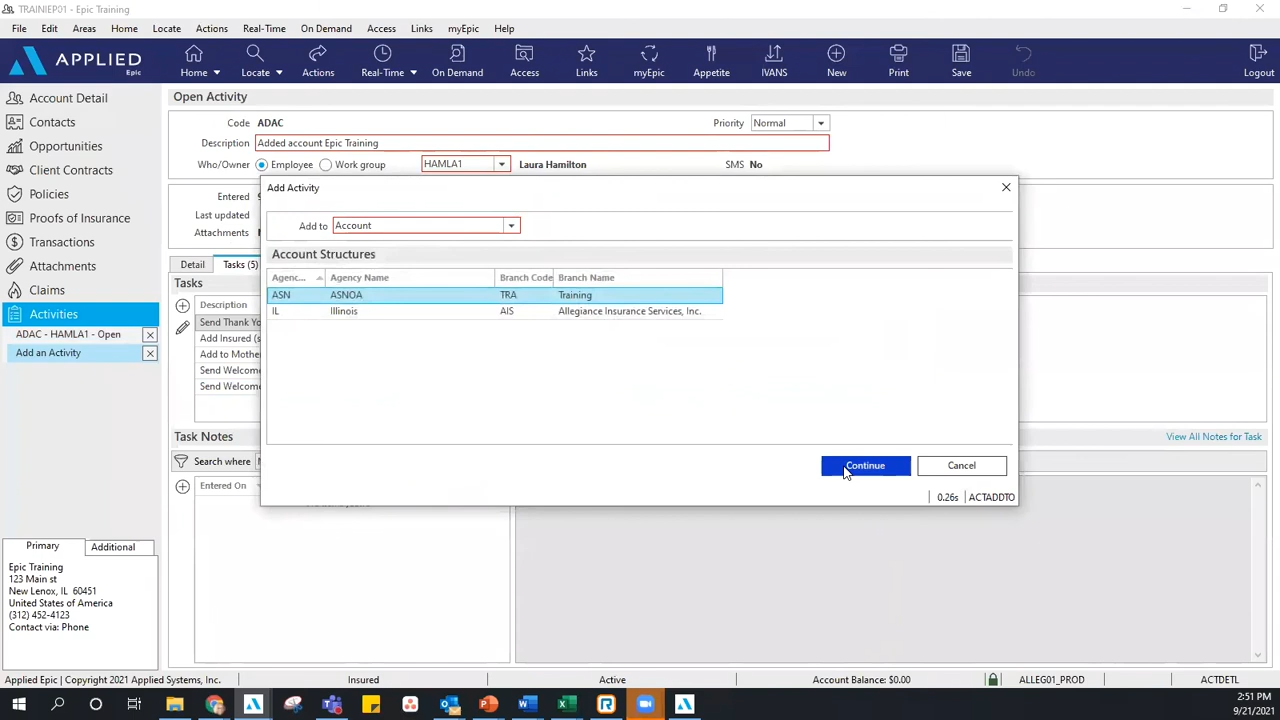 TRAINIEP01 - Epic Training
File Edit Areas Home Locate Actions Real-Time On Demand Access Links myEpic Help
APPLIED Epic
Home Locate Actions Real-Time On Demand Access Links myEpic Appetite IVANS New Print Save Undo Logout
Account Detail
Contacts
Opportunities
Client Contracts
Policies
Proofs of Insurance
Transactions
Attachments
Claims
Activities
ADAC - HAMLA1 - Open
Add an Activity
Open Activity
Code ADAC Priority Normal
Description Added account Epic Training
Who/Owner Employee Work group HAMLA1 Laura Hamilton SMS No
Entered
Last updated
Attachments
Detail Tasks (5)
Tasks
Description
Send Thank Yo
Add Insured (s
Add to Mothe
Send Welcome
Send Welcome
Task Notes View All Notes for Task
Search where
Entered On
Add Activity
Add to Account
Account Structures
Agenc... Agency Name Branch Code Branch Name
ASN ASNOA TRA Training
IL Illinois AIS Allegiance Insurance Services, Inc.
Continue Cancel
0.26s ACTADDTO
Primary Additional
Epic Training
123 Main st
New Lenox, IL 60451
United States of America
(312) 452-4123
Contact via: Phone
Applied Epic | Copyright 2021 Applied Systems, Inc. Insured Active Account Balance: $0.00 ALLEG01_PROD ACTDETL
2:51 PM
9/21/2021